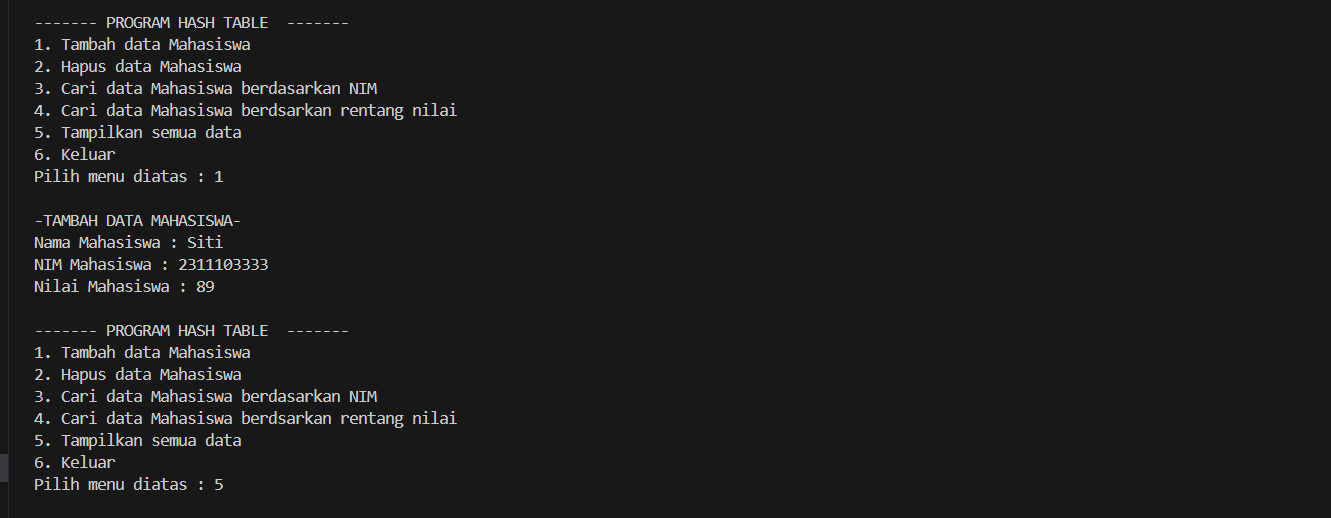 ------- PROGRAM HASH TABLE  -------
1. Tambah data Mahasiswa
2. Hapus data Mahasiswa
3. Cari data Mahasiswa berdasarkan NIM
4. Cari data Mahasiswa berdsarkan rentang nilai
5. Tampilkan semua data
6. Keluar
Pilih menu diatas : 1
-TAMBAH DATA MAHASISWA-
Nama Mahasiswa : Siti
NIM Mahasiswa : 2311103333
Nilai Mahasiswa : 89
------- PROGRAM HASH TABLE  -------
1. Tambah data Mahasiswa
2. Hapus data Mahasiswa
3. Cari data Mahasiswa berdasarkan NIM
4. Cari data Mahasiswa berdsarkan rentang nilai
5. Tampilkan semua data
6. Keluar
Pilih menu diatas : 5